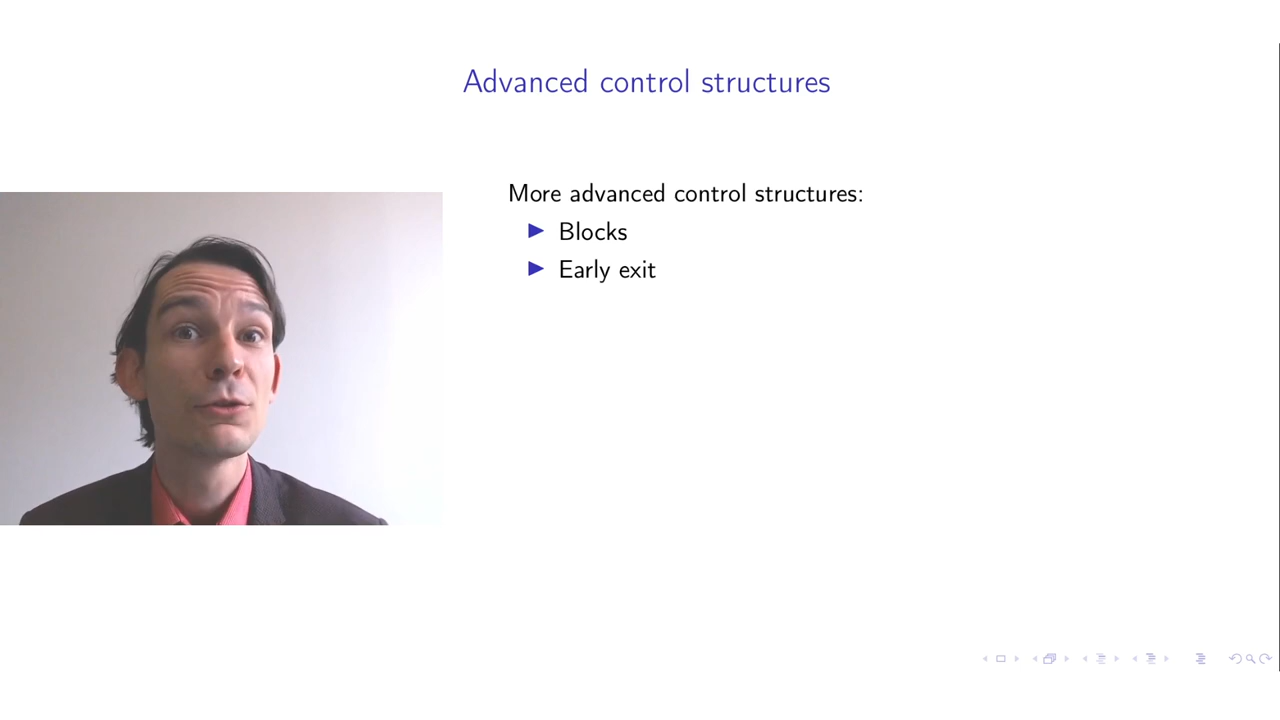 Advanced control structures
More advanced control structures:
Blocks
Early exit